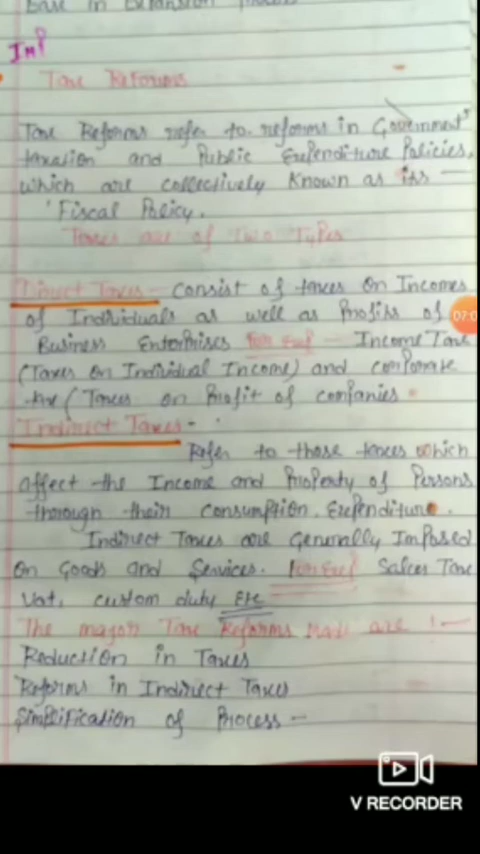 Base in Expansion process
Imp
Tax Reforms
Tax Reforms refer to reforms in Government's
taxation and Public Expenditure Policies,
which are collectively known as its -
'Fiscal Policy.
Taxes are of Two Types
Direct Taxes - consist of taxes on Incomes
of Individuals as well as Profits of
Business Enterprises For Exp - Income Tax
(Taxes on Individual Income) and corporate
tax (Taxes on Profit of companies
Indirect Taxes -
Refer to those taxes which
affect the Income and Property of Persons
through their Consumption Expenditure.
Indirect Taxes are Generally Imposed
on Goods and Services. For Exp Sales Tax
Vat, custom duty Etc
The major Tax Reforms Made are :-
Reduction in Taxes
Reforms in Indirect Taxes
Simplification of Process -
V RECORDER